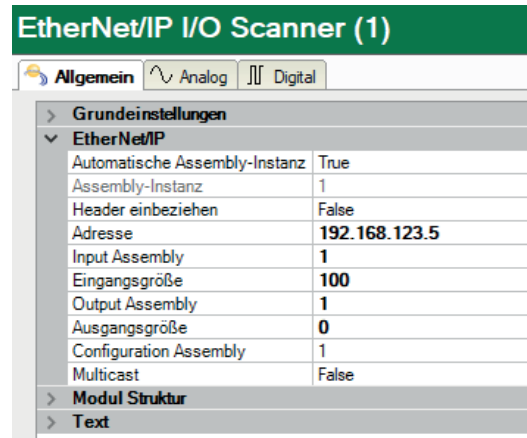 EtherNet/IP I/O Scanner (1)
Allgemein Analog Digital
Grundeinstellungen
EtherNet/IP
Automatische Assembly-Instanz True
Assembly-Instanz 1
Header einbeziehen False
Adresse 192.168.123.5
Input Assembly 1
Eingangsgröße 100
Output Assembly 1
Ausgangsgröße 0
Configuration Assembly 1
Multicast False
Modul Struktur
Text